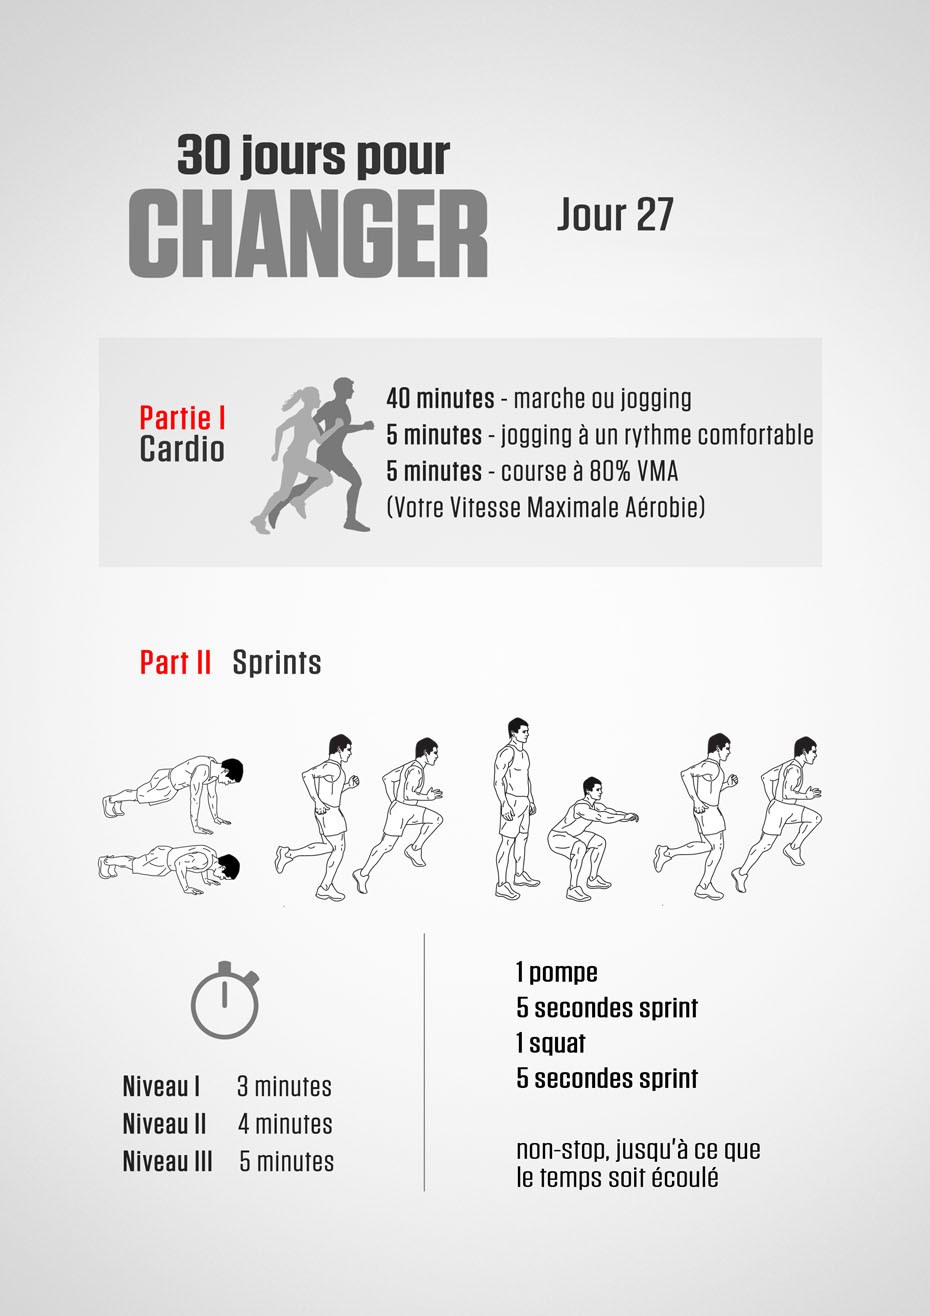 30 jours pour
CHANGER
Jour 27
Partie I
Cardio
40 minutes - marche ou jogging
5 minutes - jogging à un rythme comfortable
5 minutes - course à 80% VMA
(Votre Vitesse Maximale Aérobie)
Part II Sprints
Niveau I 3 minutes
Niveau II 4 minutes
Niveau III 5 minutes
1 pompe
5 secondes sprint
1 squat
5 secondes sprint
non-stop, jusqu'à ce que
le temps soit écoulé